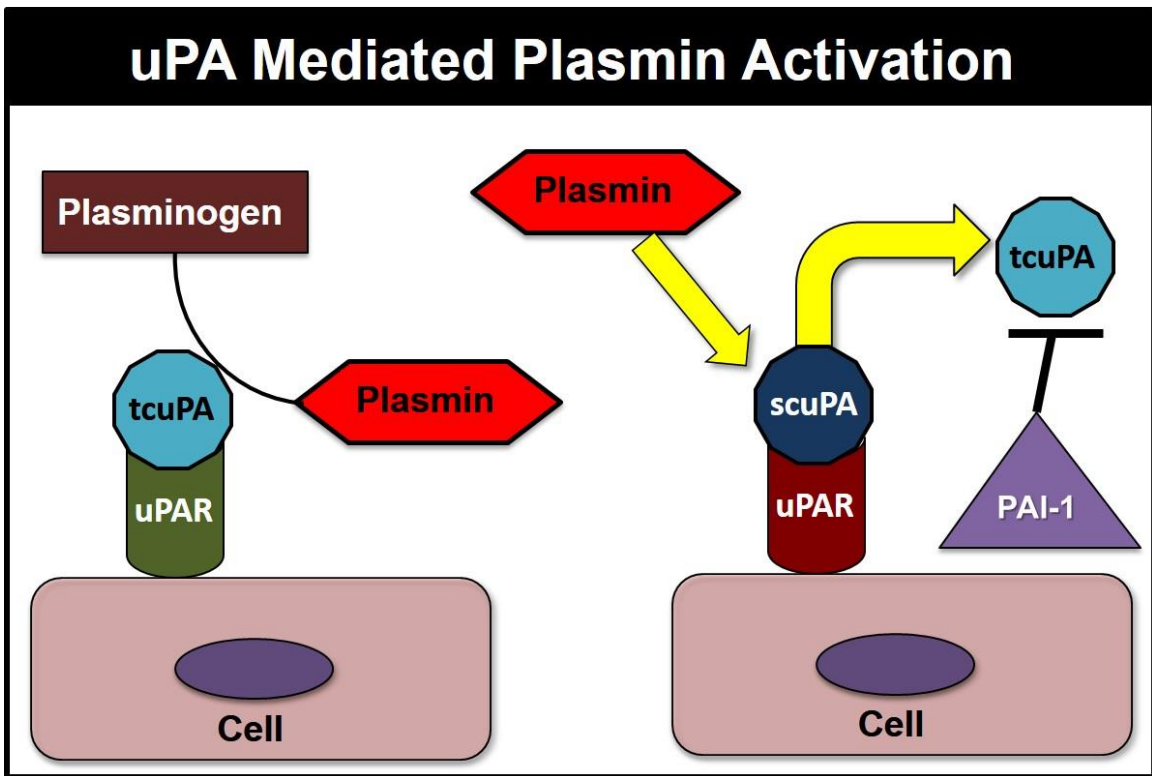 uPA Mediated Plasmin Activation
Plasminogen
tcuPA
Plasmin
uPAR
Cell
Plasmin
tcuPA
scuPA
uPAR
PAI-1
Cell